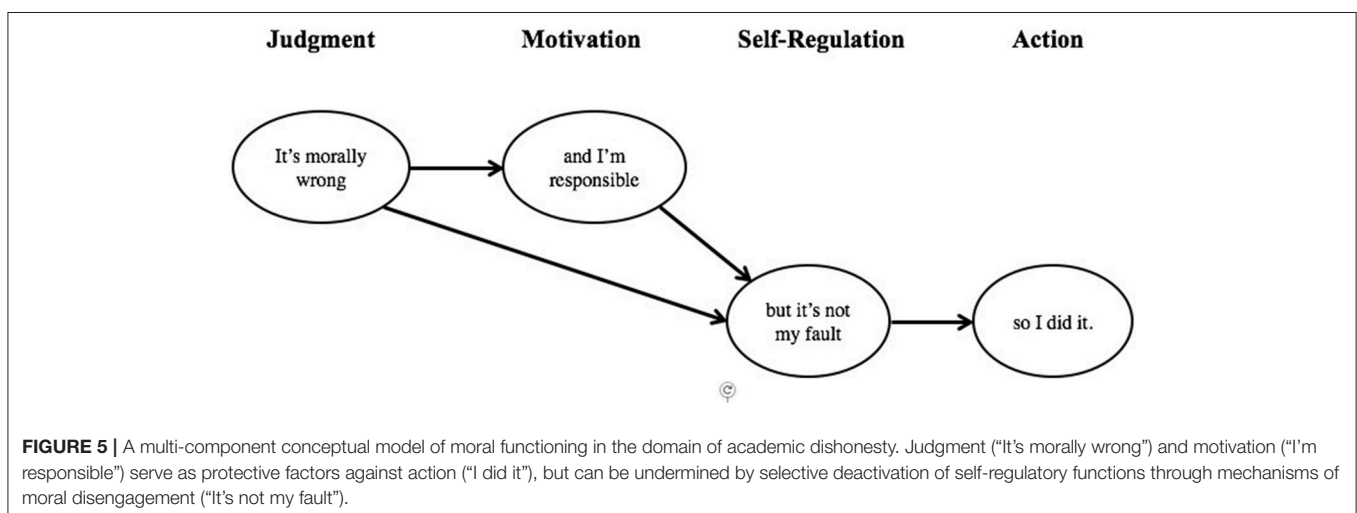 Judgment Motivation Self-Regulation Action
It's morally
wrong
and I'm
responsible
but it's not
my fault
so I did it.
FIGURE 5 | A multi-component conceptual model of moral functioning in the domain of academic dishonesty. Judgment (“It’s morally wrong”) and motivation (“I’m
responsible”) serve as protective factors against action (“I did it”), but can be undermined by selective deactivation of self-regulatory functions through mechanisms of
moral disengagement (“It’s not my fault”).